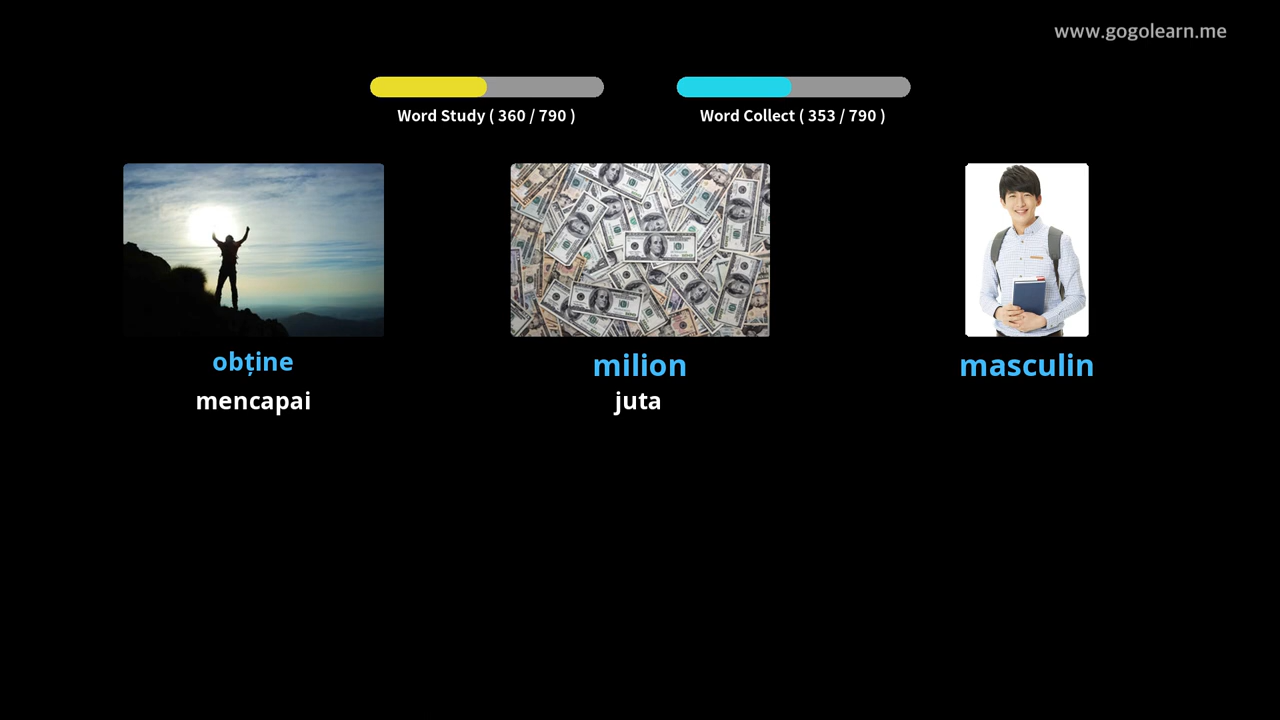 www.gogolearn.me
Word Study ( 360 / 790 )
Word Collect ( 353 / 790 )
obține
milion
masculin
mencapai
juta